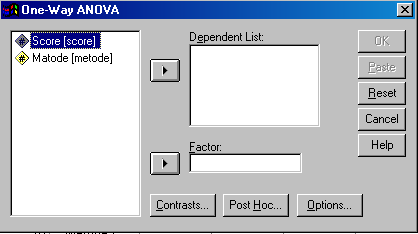 One-Way ANOVA
Score [score]
Matode [metode]
Dependent List:
Factor:
OK
Paste
Reset
Cancel
Help
Contrasts...
Post Hoc...
Options...